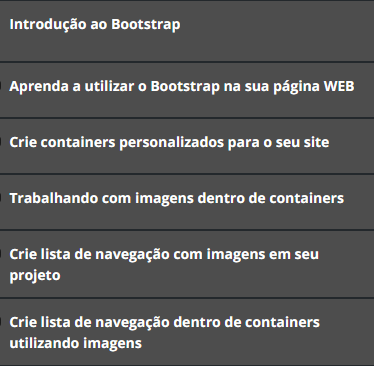 Introdução ao Bootstrap
Aprenda a utilizar o Bootstrap na sua página WEB
Crie containers personalizados para o seu site
Trabalhando com imagens dentro de containers
Crie lista de navegação com imagens em seu
projeto
Crie lista de navegação dentro de containers
utilizando imagens